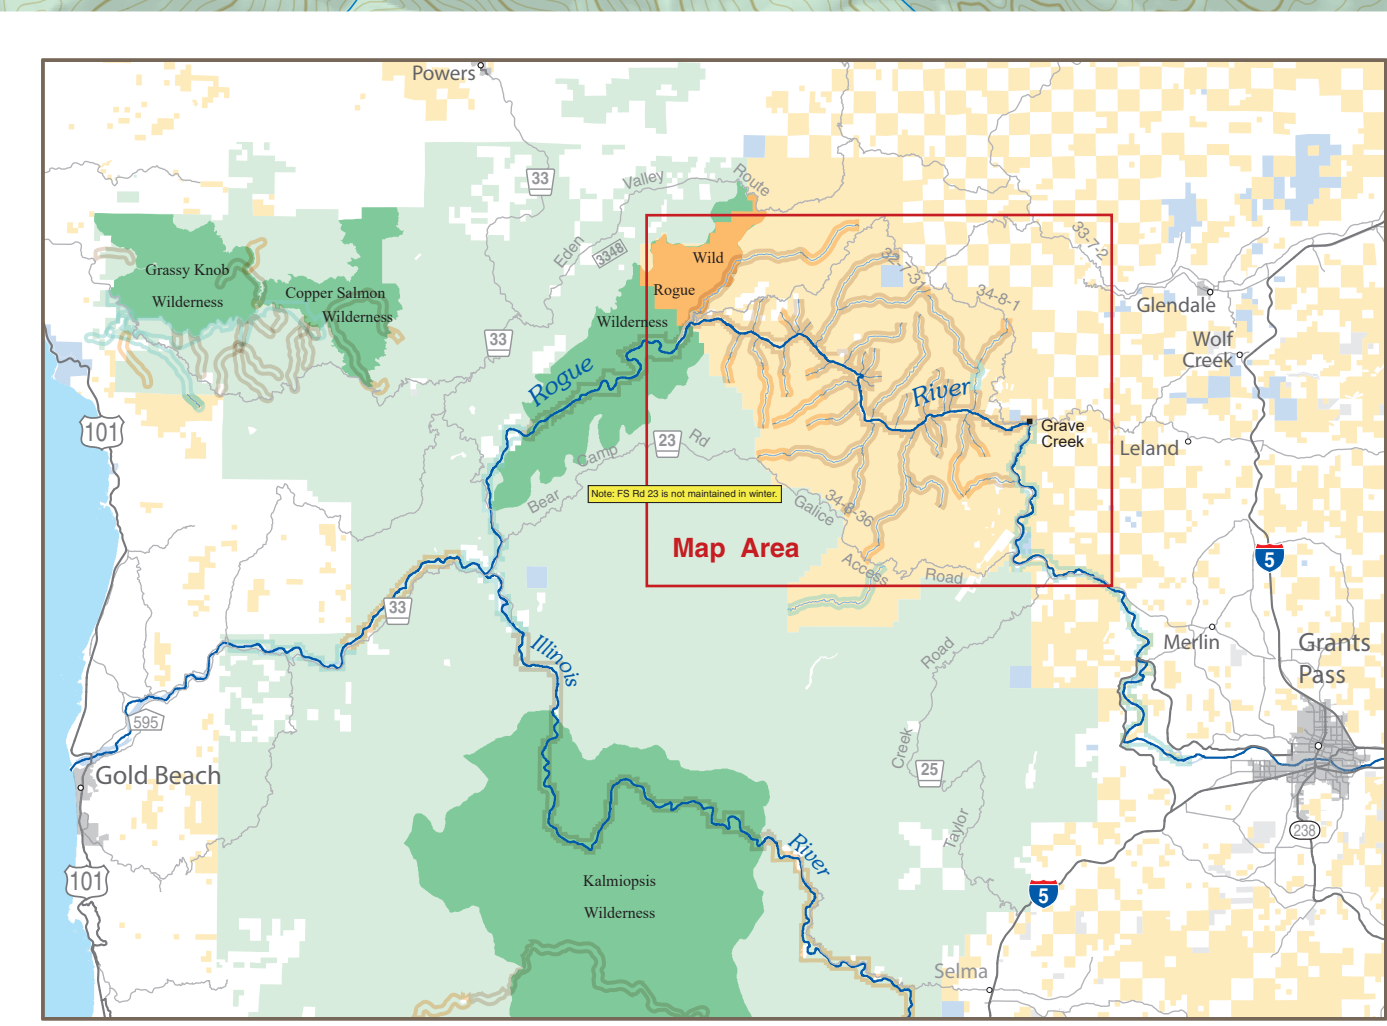 Powers
33
Valley
Route
Eden
3348
33-7-2
Wild
32-7-31
Grassy Knob
Wilderness
Copper Salmon
Wilderness
Rogue
34-8-1
Glendale
Wilderness
33
Wolf
Creek
Rogue
River
101
Grave
Creek
23
Rd
Leland
Camp
Bear
Note: FS Rd 23 is not maintained in winter.
34-8-36
Galice
Map Area
5
Access
Road
33
Merlin
Grants
Pass
Illinois
Road
595
Creek
Gold Beach
25
Taylor
238
River
101
Kalmiopsis
Wilderness
5
Selma